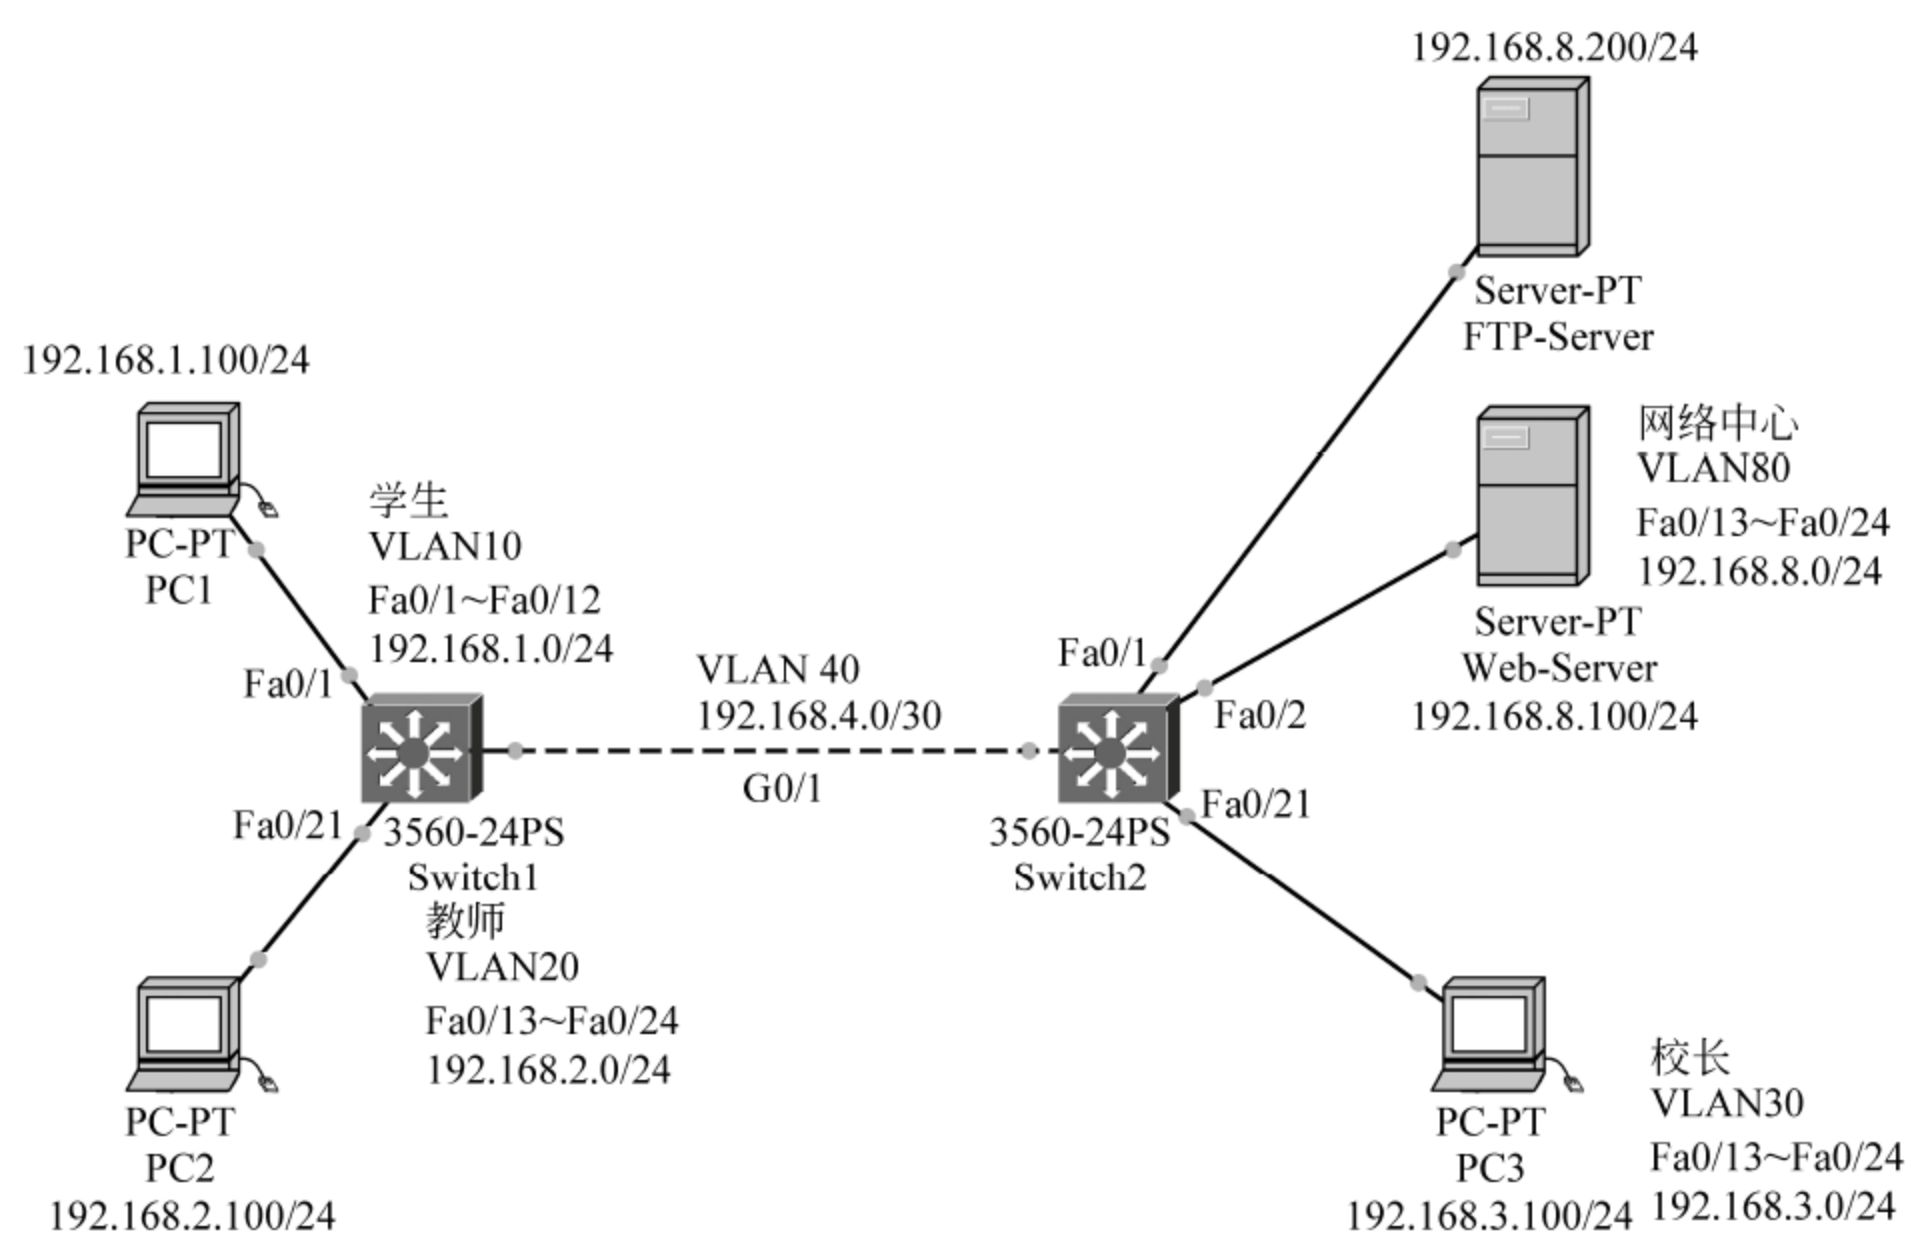 192.168.8.200/24
Server-PT
FTP-Server
192.168.1.100/24
PC-PT
PC1
学生
VLAN10
Fa0/1~Fa0/12
192.168.1.0/24
Fa0/1
网络中心
VLAN80
Fa0/13~Fa0/24
192.168.8.0/24
Server-PT
Web-Server
192.168.8.100/24
VLAN 40
192.168.4.0/30
G0/1
Fa0/1
Fa0/2
Fa0/21
Fa0/21
3560-24PS
Switch1
3560-24PS
Switch2
教师
VLAN20
Fa0/13~Fa0/24
192.168.2.0/24
PC-PT
PC2
192.168.2.100/24
PC-PT
PC3
192.168.3.100/24
校长
VLAN30
Fa0/13~Fa0/24
192.168.3.0/24